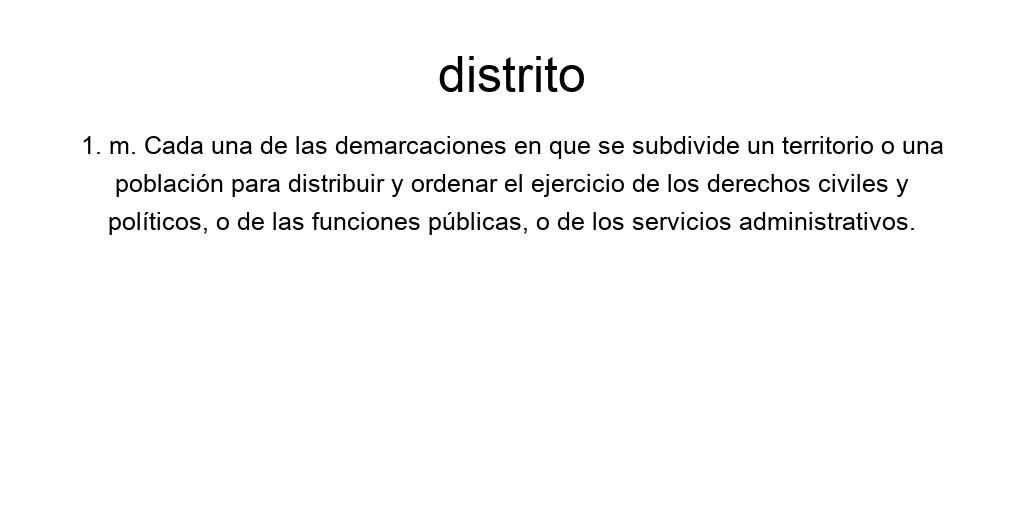 distrito
1. m. Cada una de las demarcaciones en que se subdivide un territorio o una
población para distribuir y ordenar el ejercicio de los derechos civiles y
políticos, o de las funciones públicas, o de los servicios administrativos.